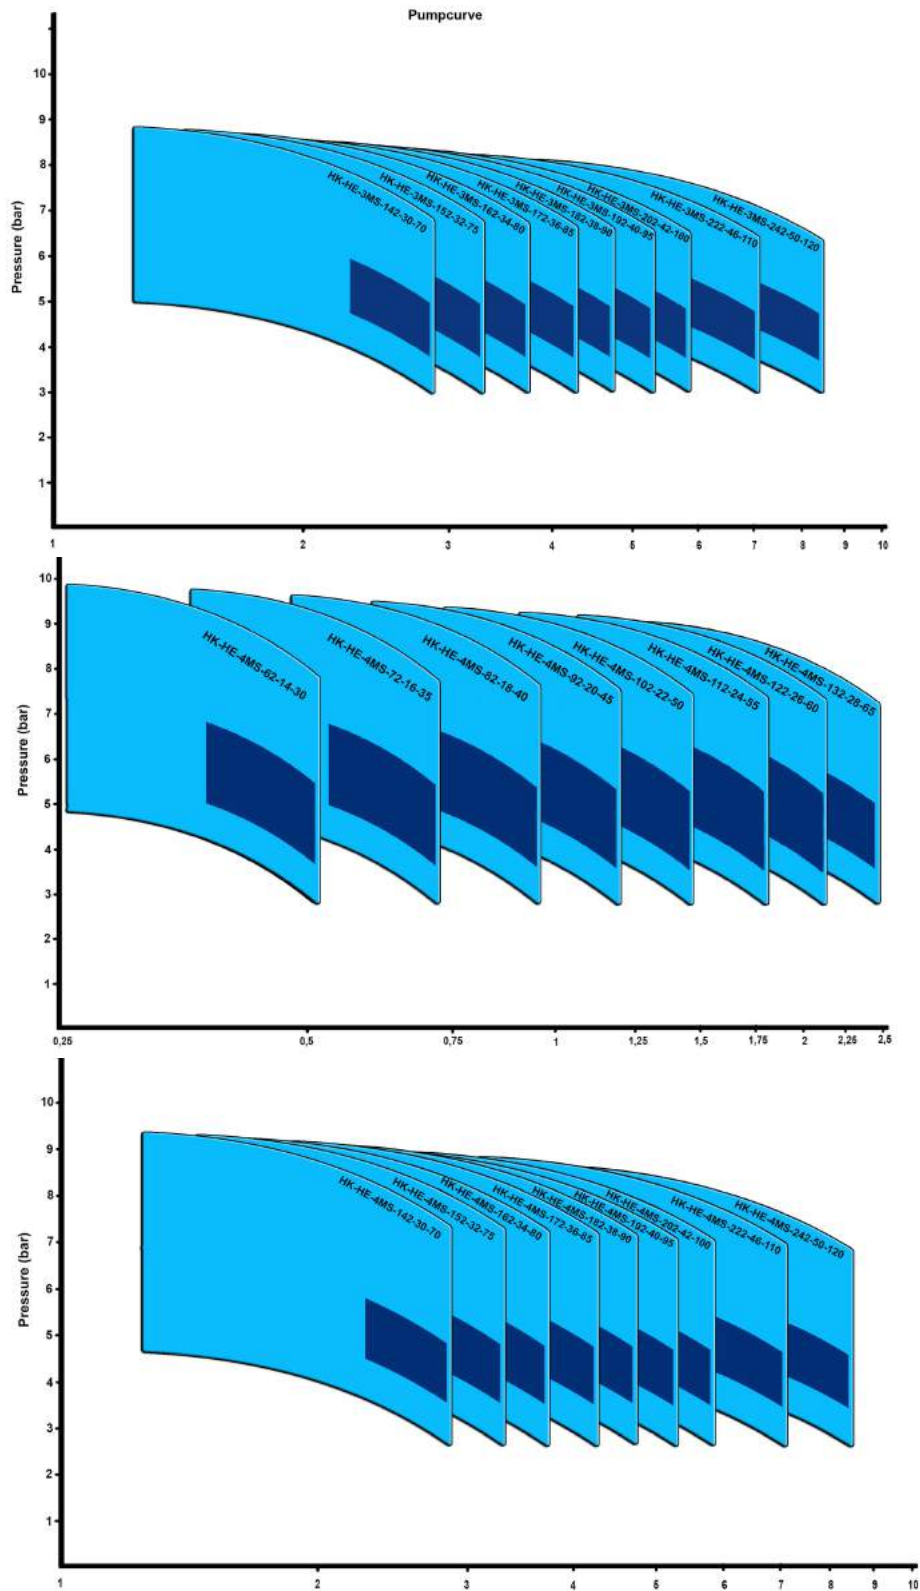 Pumpcurve
Pressure (bar)
10
9
8
7
6
5
4
3
2
1
HK-HE-3MS-142-30-70
HK-HE-3MS-152-32-75
HK-HE-3MS-162-34-80
HK-HE-3MS-172-36-85
HK-HE-3MS-182-38-90
HK-HE-3MS-192-40-95
HK-HE-3MS-202-42-100
HK-HE-3MS-222-46-110
HK-HE-3MS-242-50-120
1 2 3 4 5 6 7 8 9 10
Pressure (bar)
10
9
8
7
6
5
4
3
2
1
HK-HE-4MS-62-14-30
HK-HE-4MS-72-16-35
HK-HE-4MS-82-18-40
HK-HE-4MS-92-20-45
HK-HE-4MS-102-22-50
HK-HE-4MS-112-24-55
HK-HE-4MS-122-26-60
HK-HE-4MS-132-28-65
0,25 0,5 0,75 1 1,25 1,5 1,75 2 2,25 2,5
Pressure (bar)
10
9
8
7
6
5
4
3
2
1
HK-HE-4MS-142-30-70
HK-HE-4MS-152-32-75
HK-HE-4MS-162-34-80
HK-HE-4MS-172-36-85
HK-HE-4MS-182-38-90
HK-HE-4MS-192-40-95
HK-HE-4MS-202-42-100
HK-HE-4MS-222-46-110
HK-HE-4MS-242-50-120
1 2 3 4 5 6 7 8 9 10